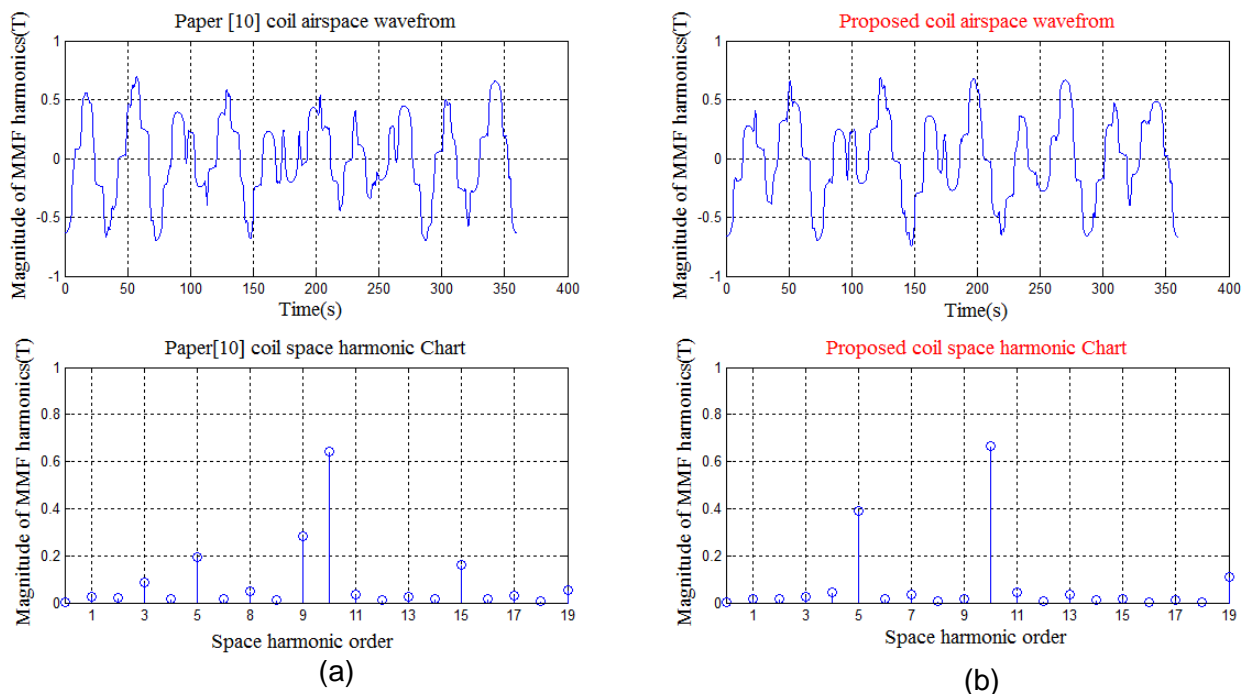 Paper [10] coil airspace wavefrom
Magnitude of MMF harmonics(T)
1
0.5
0
-0.5
-1
0 50 100 150 200 250 300 350 400
Time(s)
Proposed coil airspace wavefrom
Magnitude of MMF harmonics(T)
1
0.5
0
-0.5
-1
0 50 100 150 200 250 300 350 400
Time(s)
Paper[10] coil space harmonic Chart
Magnitude of MMF harmonics(T)
1
0.8
0.6
0.4
0.2
0
1 3 5 8 9 11 13 15 17 19
Space harmonic order
(a)
Proposed coil space harmonic Chart
Magnitude of MMF harmonics(T)
1
0.8
0.6
0.4
0.2
0
1 3 5 7 9 11 13 15 17 19
Space harmonic order
(b)